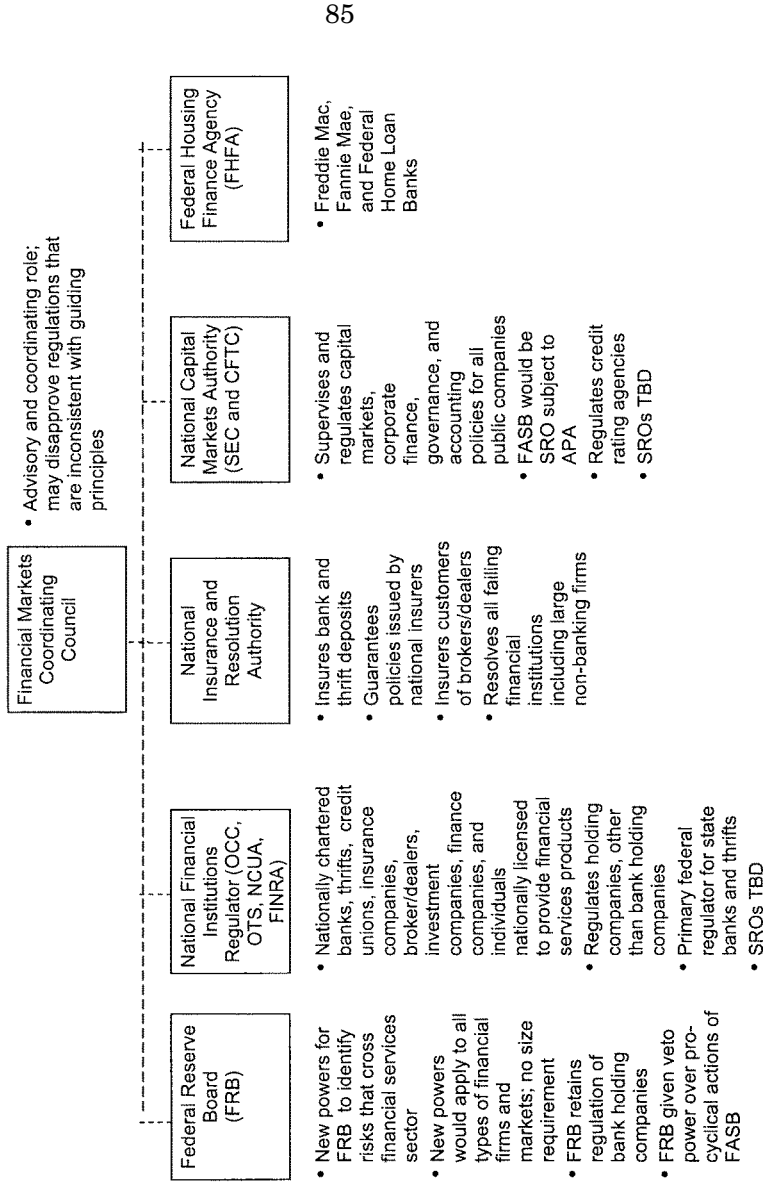 85
Financial Markets
Coordinating
Council
• Advisory and coordinating role;
may disapprove regulations that
are inconsistent with guiding
principles
Federal Reserve
Board
(FRB)
• New powers for
FRB to identify
risks that cross
financial services
sector
• New powers
would apply to all
types of financial
firms and
markets; no size
requirement
• FRB retains
regulation of
bank holding
companies
• FRB given veto
power over pro-
cyclical actions of
FASB
National Financial
Institutions
Regulator (OCC,
OTS, NCUA,
FINRA)
• Nationally chartered
banks, thrifts, credit
unions, insurance
companies,
broker/dealers,
investment
companies, finance
companies, and
individuals
nationally licensed
to provide financial
services products
• Regulates holding
companies, other
than bank holding
companies
• Primary federal
regulator for state
banks and thrifts
• SROs TBD
National
Insurance and
Resolution
Authority
• Insures bank and
thrift deposits
• Guarantees
policies issued by
national insurers
• Insurers customers
of brokers/dealers
• Resolves all failing
financial
institutions
including large
non-banking firms
National Capital
Markets Authority
(SEC and CFTC)
• Supervises and
regulates capital
markets,
corporate
finance,
governance, and
accounting
policies for all
public companies
• FASB would be
SRO subject to
APA
• Regulates credit
rating agencies
• SROs TBD
Federal Housing
Finance Agency
(FHFA)
• Freddie Mac,
Fannie Mae,
and Federal
Home Loan
Banks